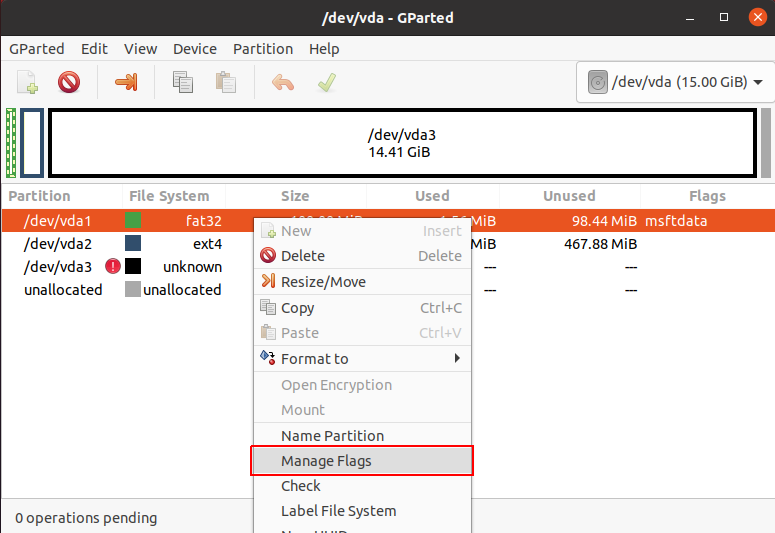 /dev/vda - GParted
GParted Edit View Device Partition Help
/dev/vda (15.00 GiB)
/dev/vda3
14.41 GiB
Partition File System Size Used Unused Flags
/dev/vda1 fat32 MiB 98.44 MiB msftdata
/dev/vda2 ext4 MiB 467.88 MiB
/dev/vda3 unknown --- ---
unallocated unallocated --- ---
New Insert
Delete Delete
Resize/Move
Copy Ctrl+C
Paste Ctrl+V
Format to
Open Encryption
Mount
Name Partition
Manage Flags
Check
Label File System
0 operations pending